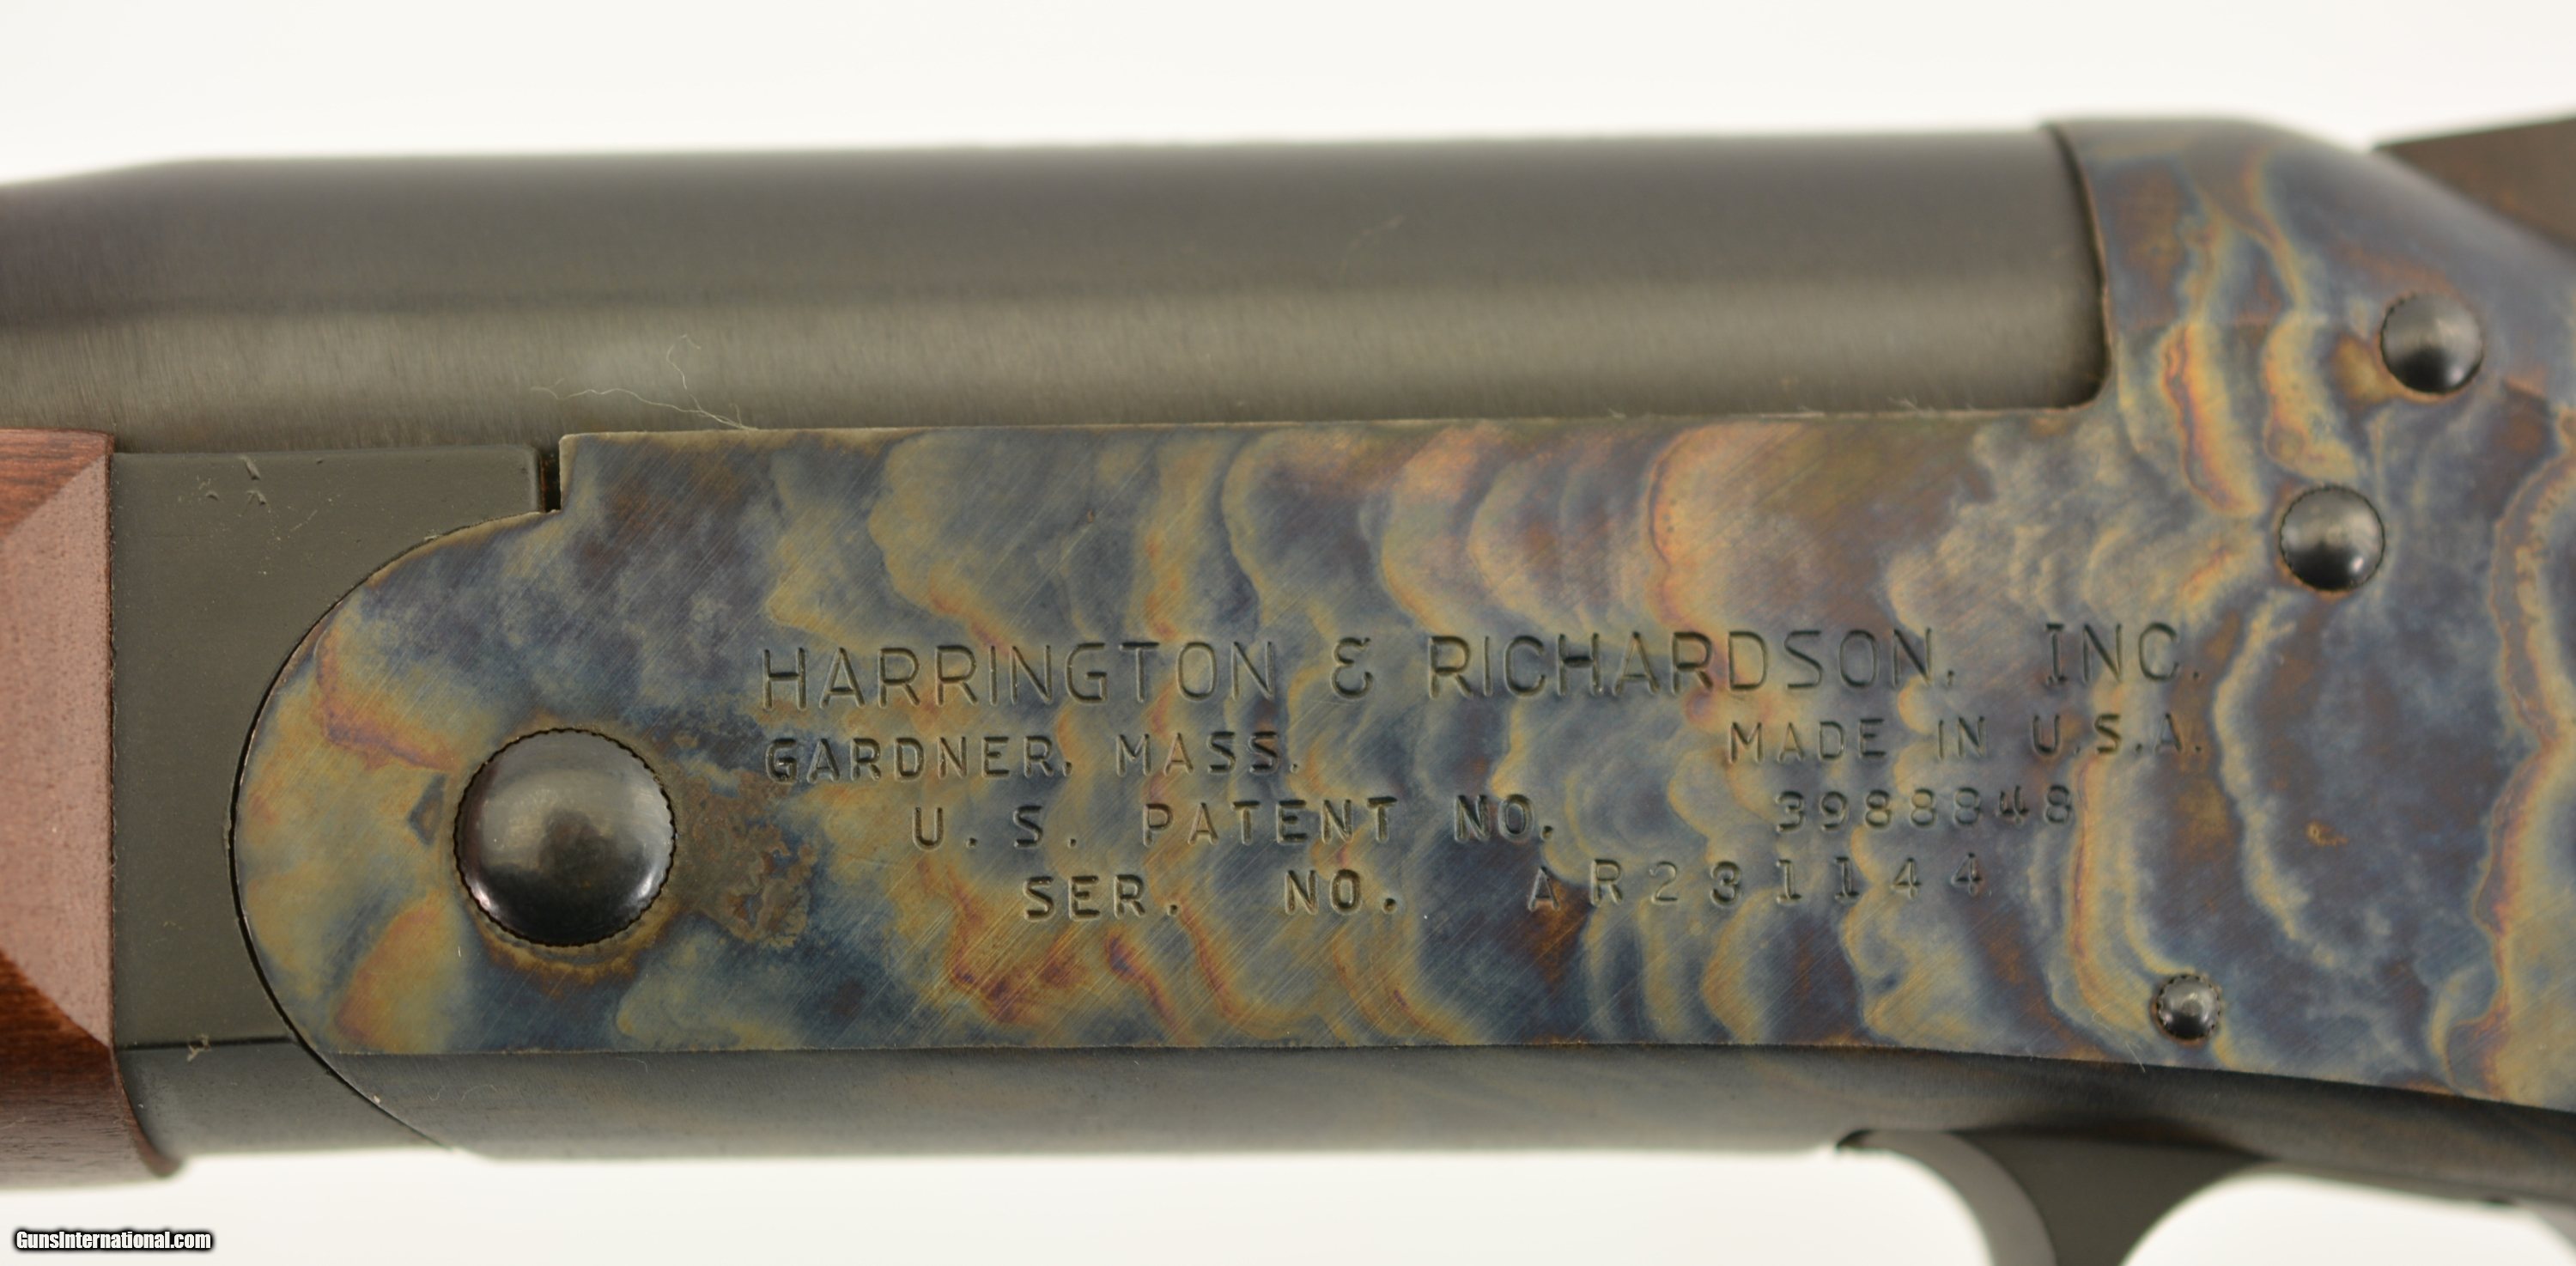 HARRINGTON & RICHARDSON, INC.
GARDNER, MASS. MADE IN U.S.A.
U.S. PATENT NO. 3988848
SER. NO. AR231144
GunsInternational.com